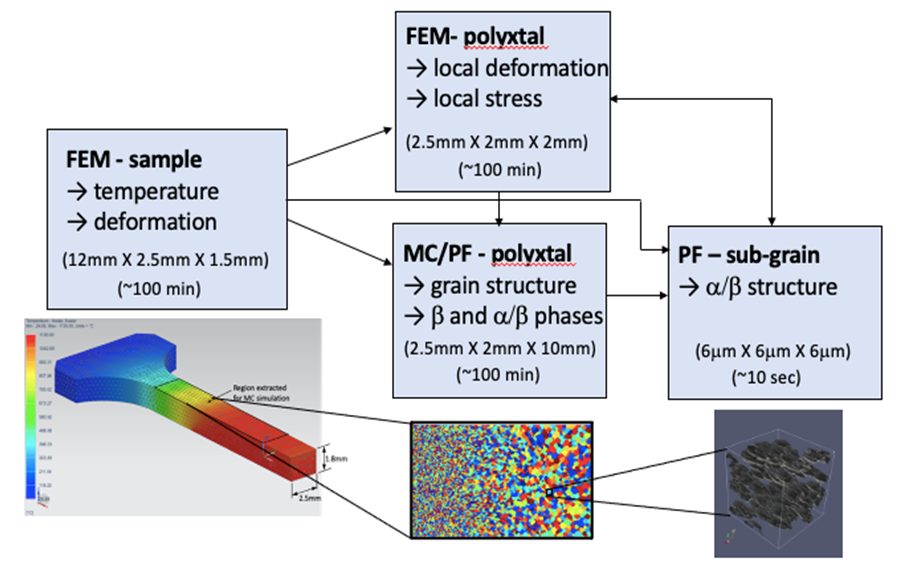 FEM- polyxtal
→ local deformation
→ local stress
(2.5mm X 2mm X 2mm)
(~100 min)
FEM - sample
→ temperature
→ deformation
(12mm X 2.5mm X 1.5mm)
(~100 min)
MC/PF - polyxtal
→ grain structure
→ β and α/β phases
(2.5mm X 2mm X 10mm)
(~100 min)
PF – sub-grain
→ α/β structure
(6μm X 6μm X 6μm)
(~10 sec)
Region extracted
for MC simulation
1.8mm
2.5mm